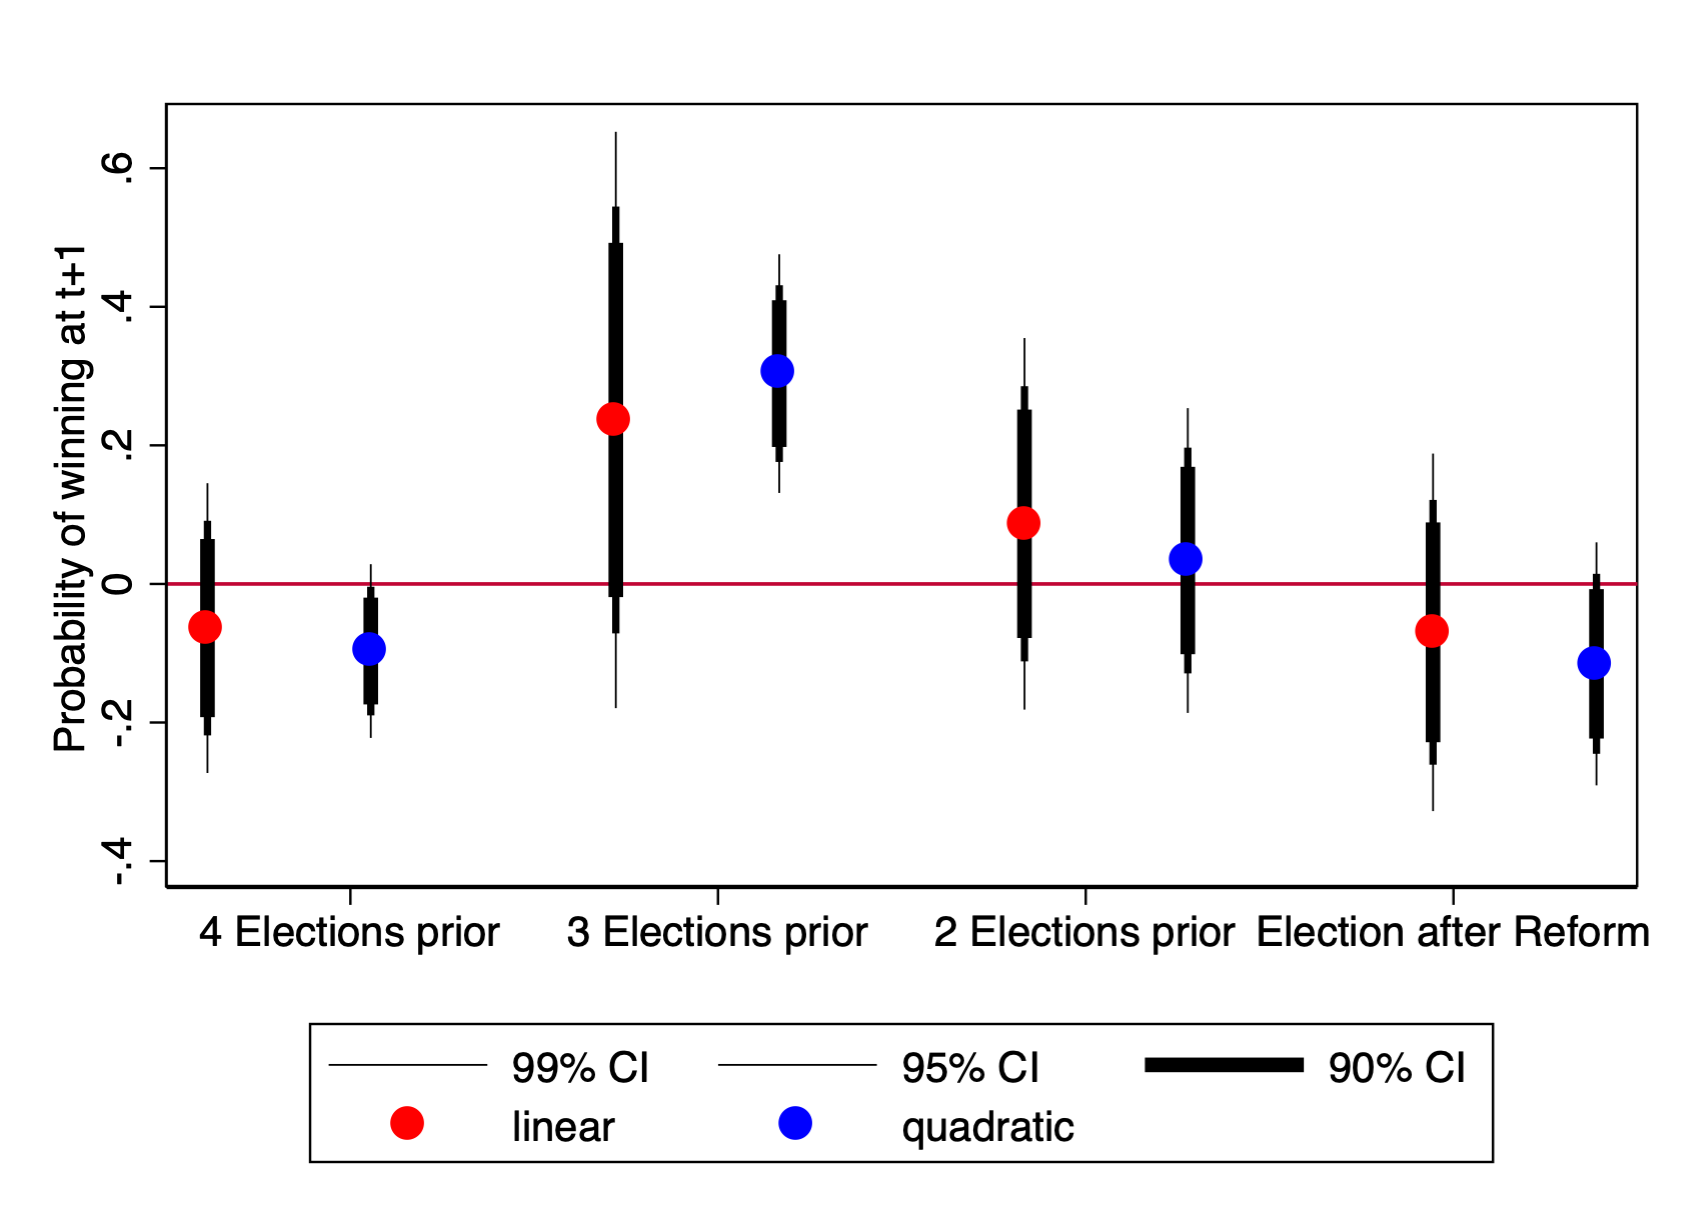 Probability of winning at t+1
.6
.4
.2
0
-.2
-.4
4 Elections prior
3 Elections prior
2 Elections prior
Election after Reform
99% CI
95% CI
90% CI
linear
quadratic